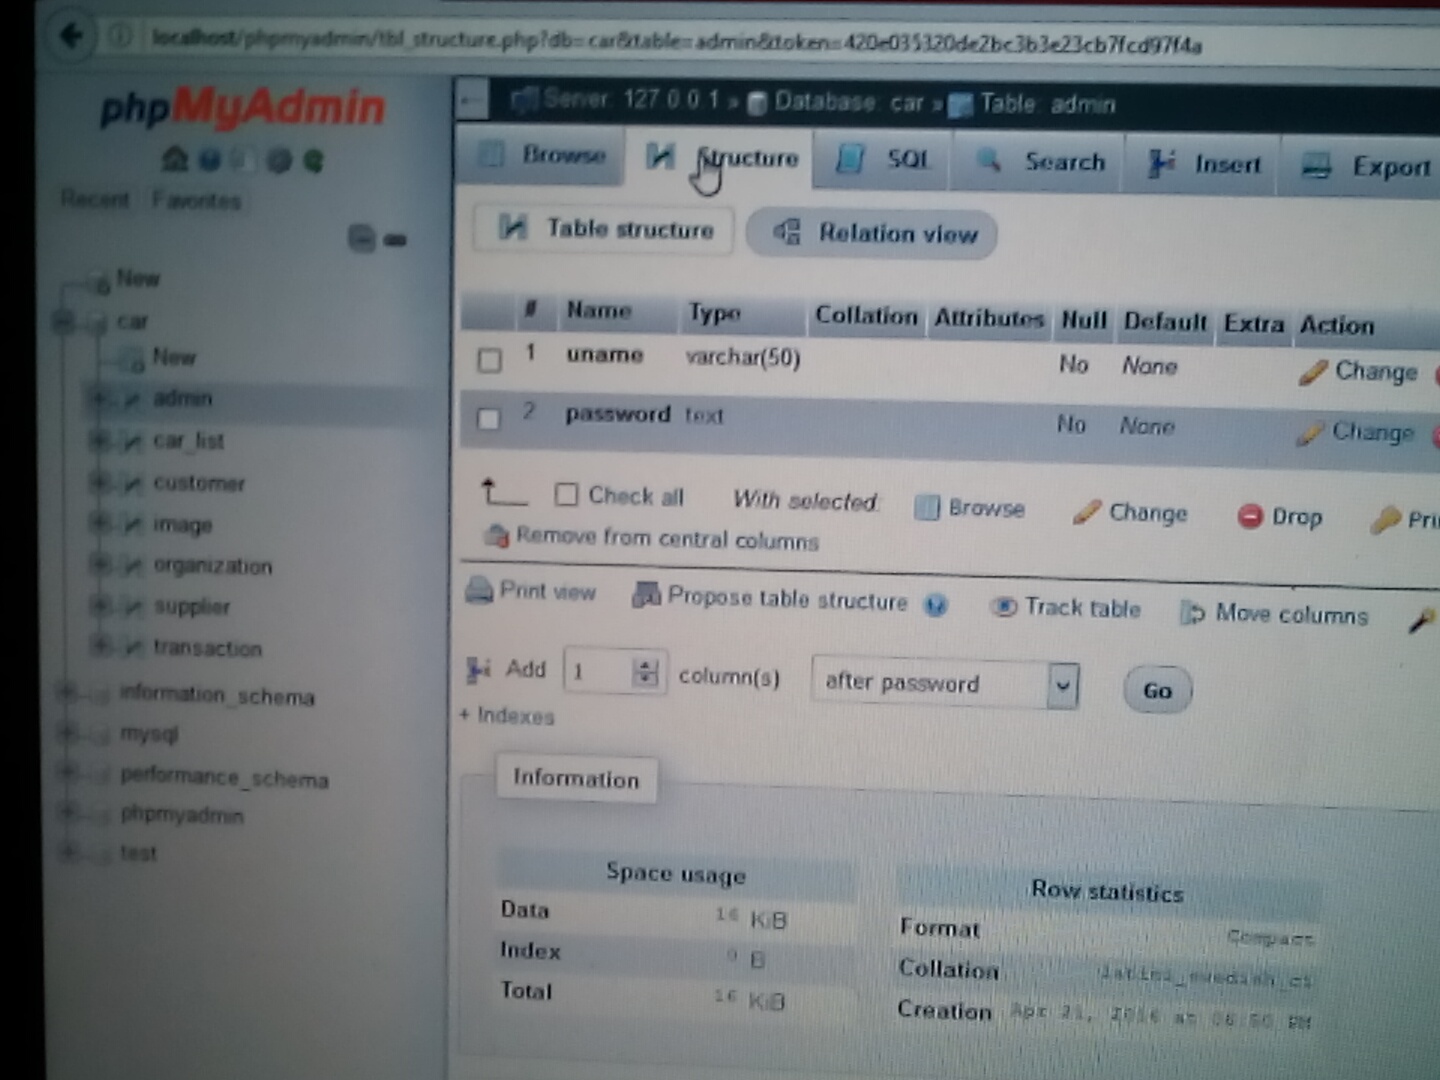 localhost/phpmyadmin/tbl_structure.php?db=car&table=admin&token=420e035320de2bc3b3e23cb7fcd97f4a
phpMyAdmin
Recent Favorites
New
car
New
admin
car_list
customer
image
organization
supplier
transaction
information_schema
mysql
performance_schema
phpmyadmin
test
Server: 127.0.0.1 » Database: car » Table: admin
Browse Structure SQL Search Insert Export
Table structure Relation view
# Name Type Collation Attributes Null Default Extra Action
1 uname varchar(50) No None Change
2 password text No None Change
Check all With selected: Browse Change Drop Pri
Remove from central columns
Print view Propose table structure Track table Move columns
Add 1 column(s) after password Go
+ Indexes
Information
Space usage
Data 16 KiB
Index 0 B
Total 16 KiB
Row statistics
Format Compact
Collation latin1_swedish_ci
Creation Apr 21, 2016 at 06:50 PM